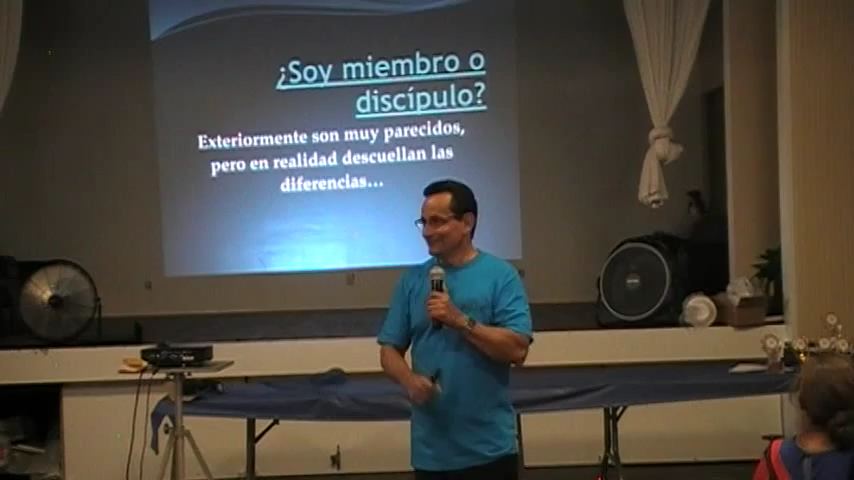 ¿Soy miembro o
discípulo?
Exteriormente son muy parecidos,
pero en realidad descuellan las
diferencias...